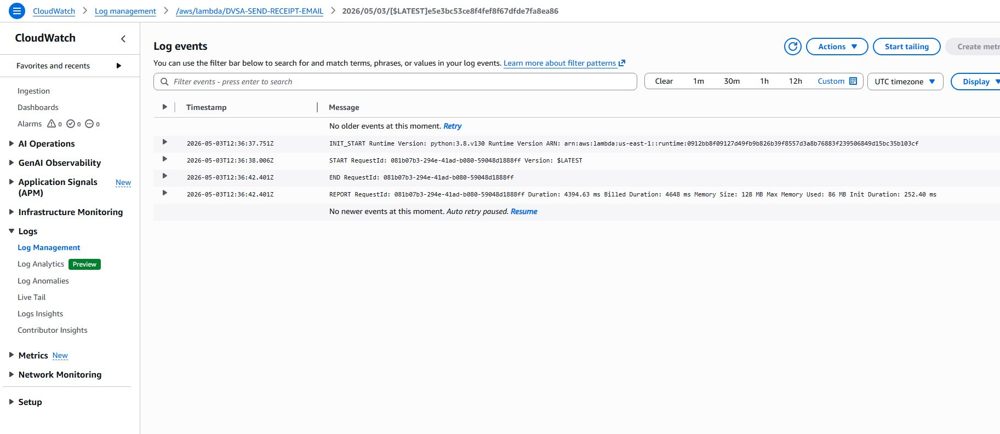 CloudWatch > Log management > /aws/lambda/DVSA-SEND-RECEIPT-EMAIL > 2026/05/03/[$LATEST]e5e3bc53ce8f4fef8f67dfde7fa8ea86
CloudWatch
Favorites and recents
Ingestion
Dashboards
Alarms 0 0 0
AI Operations
GenAI Observability
Application Signals (APM) New
Infrastructure Monitoring
Logs
Log Management
Log Analytics Preview
Log Anomalies
Live Tail
Logs Insights
Contributor Insights
Metrics New
Network Monitoring
Setup
Log events
Actions
Start tailing
Create metr
You can use the filter bar below to search for and match terms, phrases, or values in your log events. Learn more about filter patterns
Filter events - press enter to search
Clear 1m 30m 1h 12h Custom
UTC timezone
Display
Timestamp Message
No older events at this moment. Retry
2026-05-03T12:36:37.751Z INIT_START Runtime Version: python:3.8.v130 Runtime Version ARN: arn:aws:lambda:us-east-1::runtime:0912bb8f09127d49fb9b826b39f8557d3a8b76883f239506849d15bc35b103cf
2026-05-03T12:36:38.006Z START RequestId: 081b07b3-294e-41ad-b080-59048d1888ff Version: $LATEST
2026-05-03T12:36:42.401Z END RequestId: 081b07b3-294e-41ad-b080-59048d1888ff
2026-05-03T12:36:42.401Z REPORT RequestId: 081b07b3-294e-41ad-b080-59048d1888ff Duration: 4394.63 ms Billed Duration: 4648 ms Memory Size: 128 MB Max Memory Used: 86 MB Init Duration: 252.40 ms
No newer events at this moment. Auto retry paused. Resume